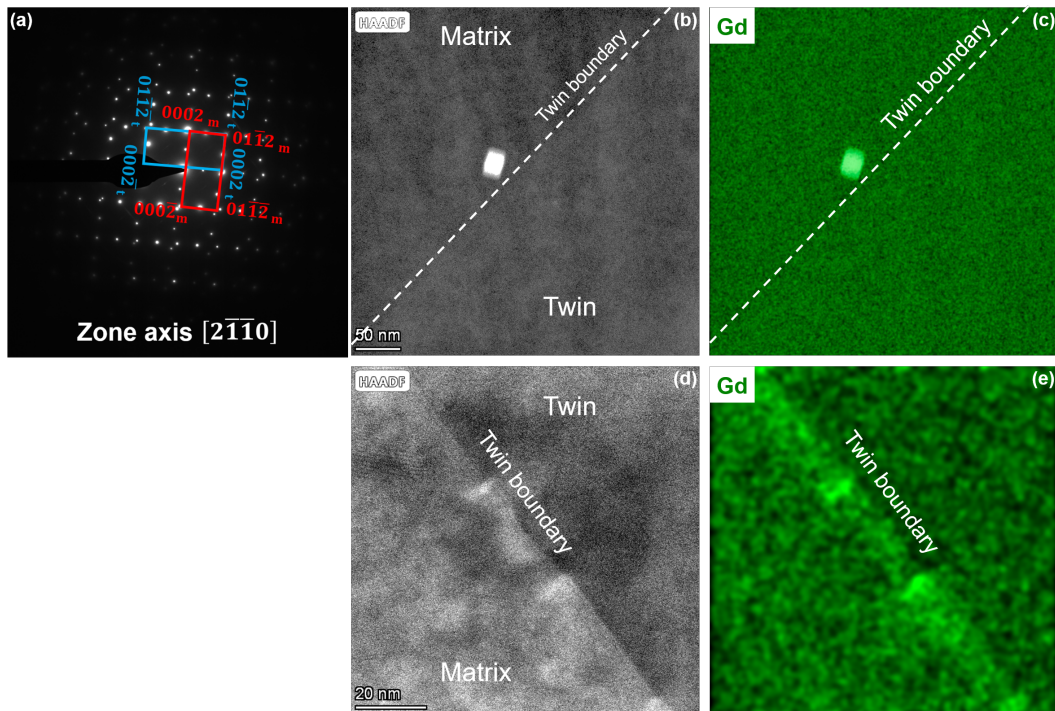 (a)
011̄2̄ t
011̄2 t
0002 m
011̄2 m
0002̄ t
0002 t
0002̄ m
011̄2̄ m
Zone axis [21̄1̄0]
HAADF
(b)
Matrix
Twin boundary
Twin
50 nm
Gd
(c)
Twin boundary
HAADF
(d)
Twin
Twin boundary
Matrix
20 nm
Gd
(e)
Twin boundary